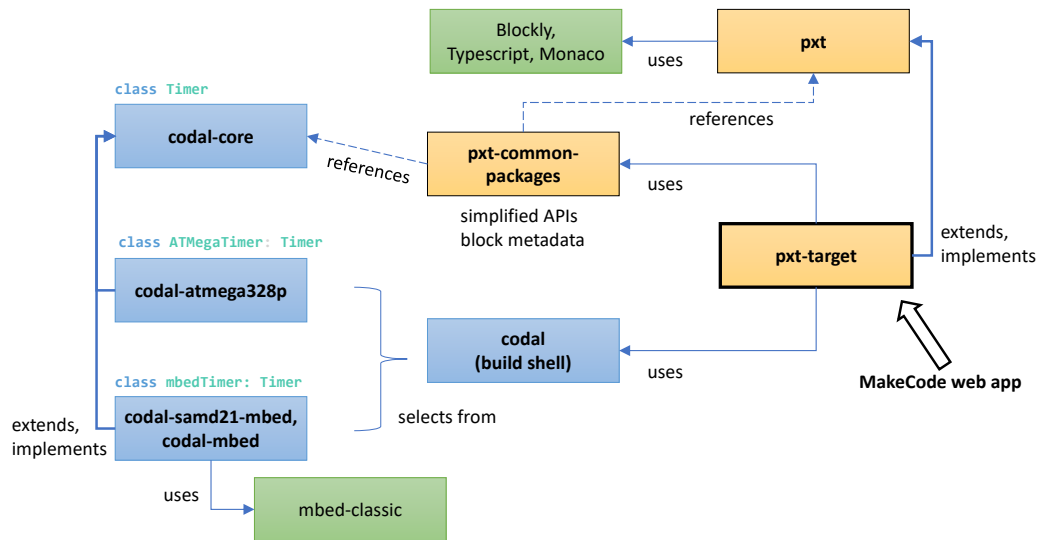 Blockly,
Typescript, Monaco
uses
pxt
class Timer
codal-core
references
references
pxt-common-
packages
uses
simplified APIs
block metadata
class ATMegaTimer: Timer
codal-atmega328p
pxt-target
extends,
implements
codal
(build shell)
uses
MakeCode web app
class mbedTimer: Timer
codal-samd21-mbed,
codal-mbed
selects from
extends,
implements
uses
mbed-classic